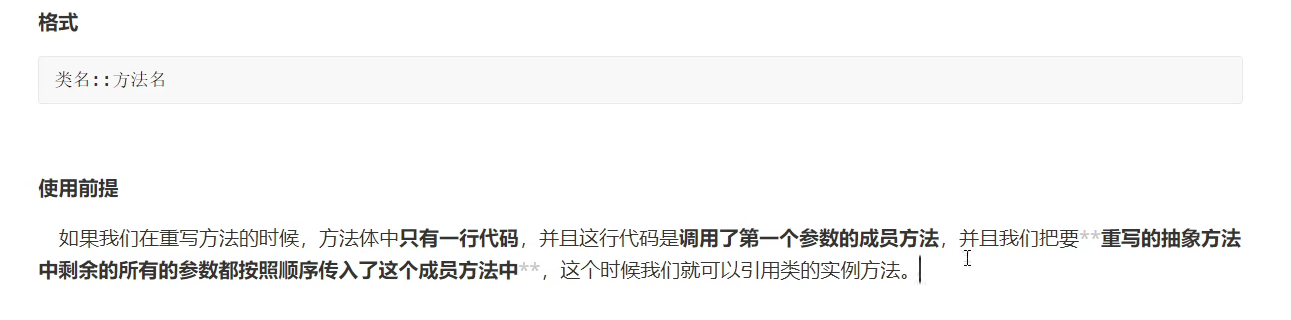 格式
类名::方法名
使用前提
如果我们在重写方法的时候，方法体中只有一行代码，并且这行代码是调用了第一个参数的成员方法，并且我们把要**重写的抽象方法
中剩余的所有的参数都按照顺序传入了这个成员方法中**，这个时候我们就可以引用类的实例方法。